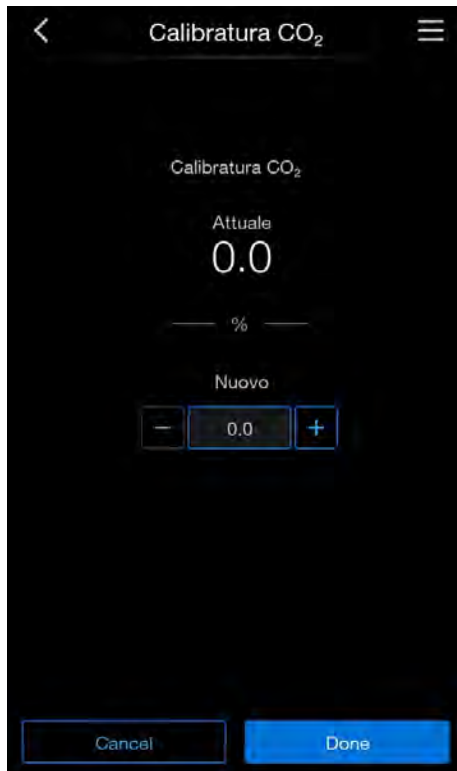 Calibratura CO₂
Calibratura CO₂
Attuale
0.0
%
Nuovo
− 0.0 +
Cancel Done